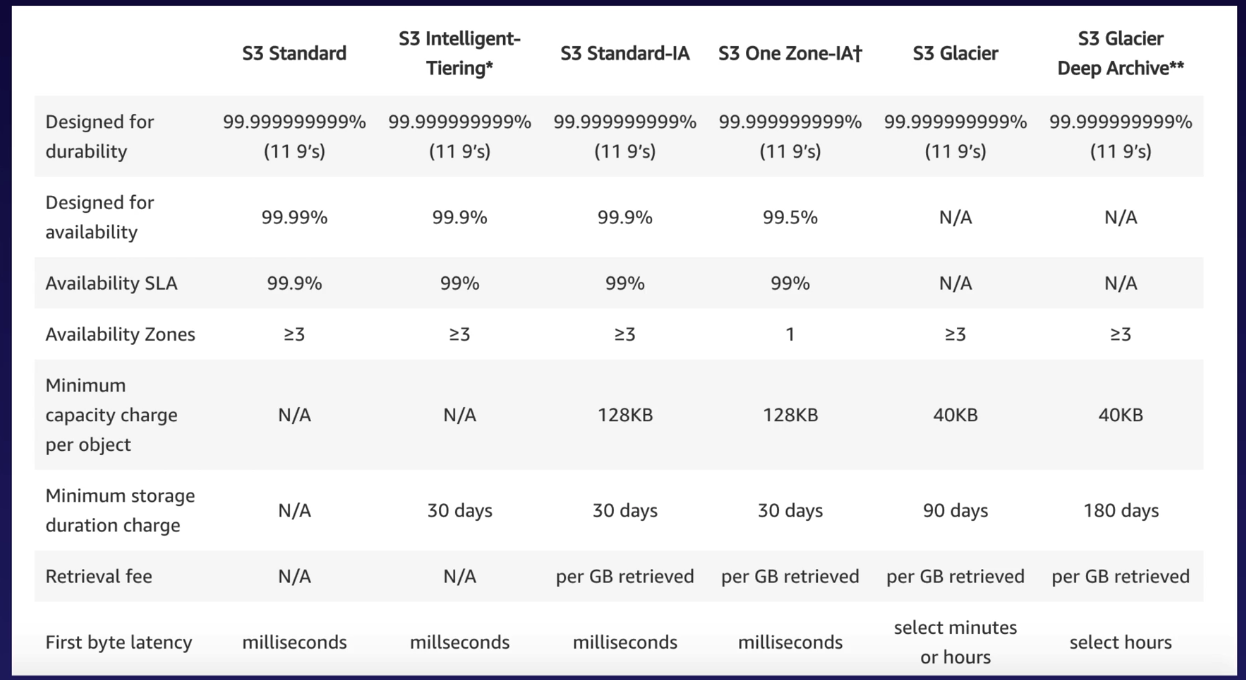 S3 Standard
S3 Intelligent-
Tiering*
S3 Standard-IA
S3 One Zone-IA†
S3 Glacier
S3 Glacier
Deep Archive**
Designed for
durability
99.999999999%
(11 9’s)
99.999999999%
(11 9’s)
99.999999999%
(11 9’s)
99.999999999%
(11 9’s)
99.999999999%
(11 9’s)
99.999999999%
(11 9’s)
Designed for
availability
99.99%
99.9%
99.9%
99.5%
N/A
N/A
Availability SLA
99.9%
99%
99%
99%
N/A
N/A
Availability Zones
≥3
≥3
≥3
1
≥3
≥3
Minimum
capacity charge
per object
N/A
N/A
128KB
128KB
40KB
40KB
Minimum storage
duration charge
N/A
30 days
30 days
30 days
90 days
180 days
Retrieval fee
N/A
N/A
per GB retrieved
per GB retrieved
per GB retrieved
per GB retrieved
First byte latency
milliseconds
millseconds
milliseconds
milliseconds
select minutes
or hours
select hours